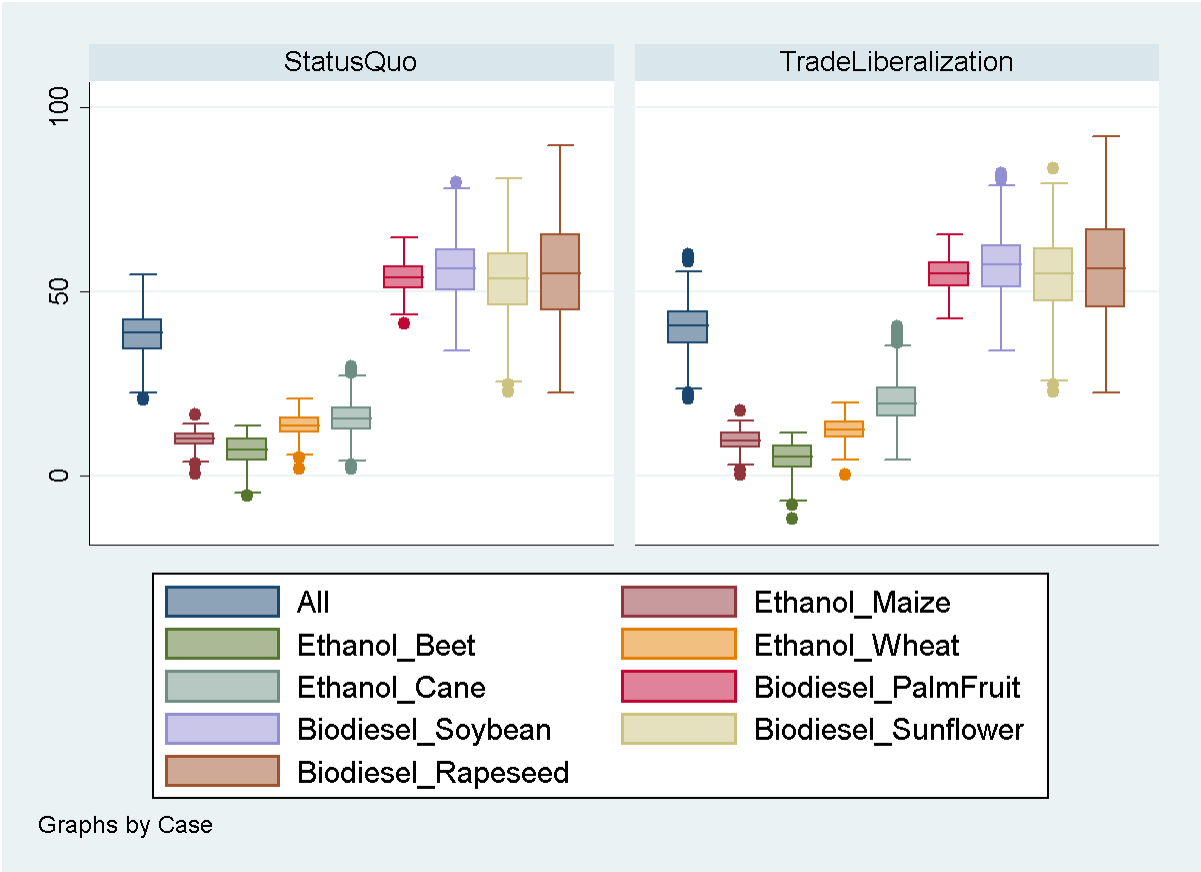 StatusQuo
TradeLiberalization
100
50
0
All
Ethanol_Maize
Ethanol_Beet
Ethanol_Wheat
Ethanol_Cane
Biodiesel_PalmFruit
Biodiesel_Soybean
Biodiesel_Sunflower
Biodiesel_Rapeseed
Graphs by Case